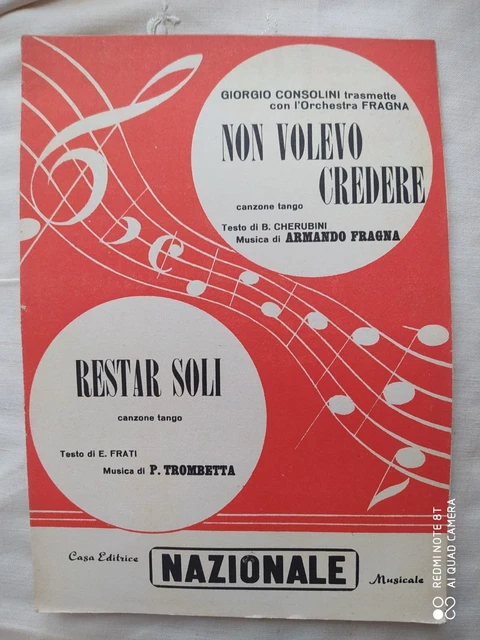 GIORGIO CONSOLINI trasmette
con l'Orchestra FRAGNA
NON VOLEVO
CREDERE
canzone tango
Testo di B. CHERUBINI
Musica di ARMANDO FRAGNA
RESTAR SOLI
canzone tango
Testo di E. FRATI
Musica di P. TROMBETTA
Casa Editrice
NAZIONALE
Musicale
REDMI NOTE 8T
AI QUAD CAMERA